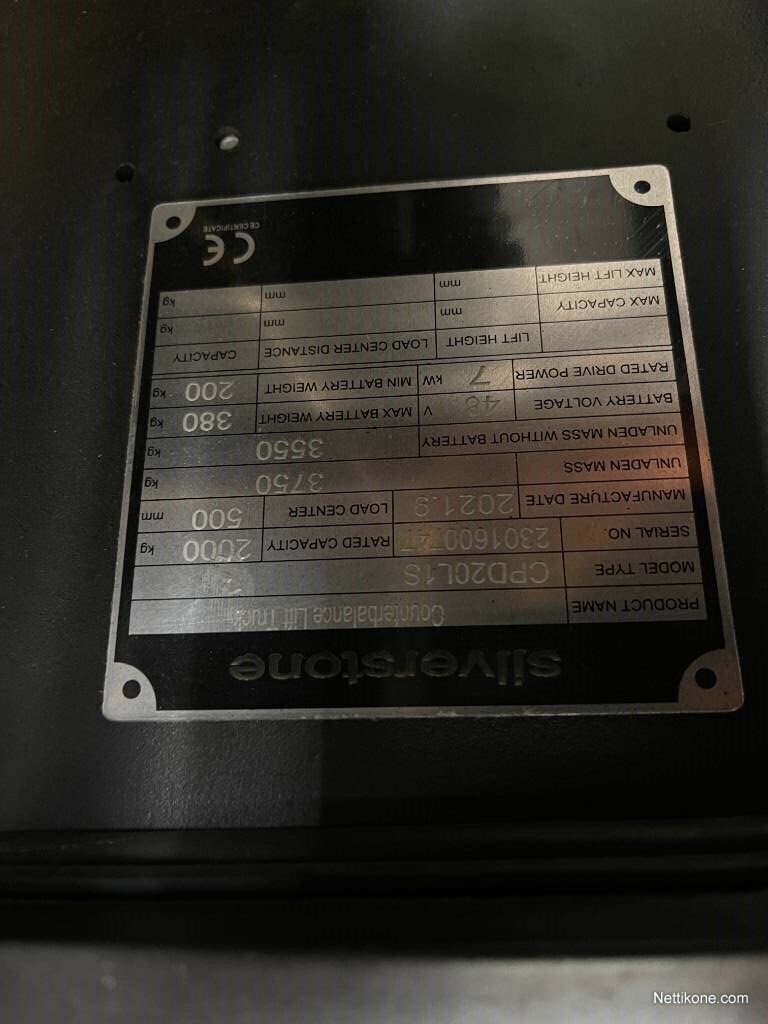 silverstone
PRODUCT NAME Counterbalance Lift Truck
MODEL TYPE CPD20L1S
SERIAL NO. RATED CAPACITY 2000 kg
MANUFACTURE DATE 2021.9 LOAD CENTER 500 mm
UNLADEN MASS 3750 kg
UNLADEN MASS WITHOUT BATTERY 3550 kg
BATTERY VOLTAGE 48 V MAX BATTERY WEIGHT 380 kg
RATED DRIVE POWER 7 kW MIN BATTERY WEIGHT 200 kg
LIFT HEIGHT LOAD CENTER DISTANCE CAPACITY
MAX CAPACITY mm mm kg
MAX LIFT HEIGHT mm mm kg
CE
CE CERTIFICATE
Nettikone.com